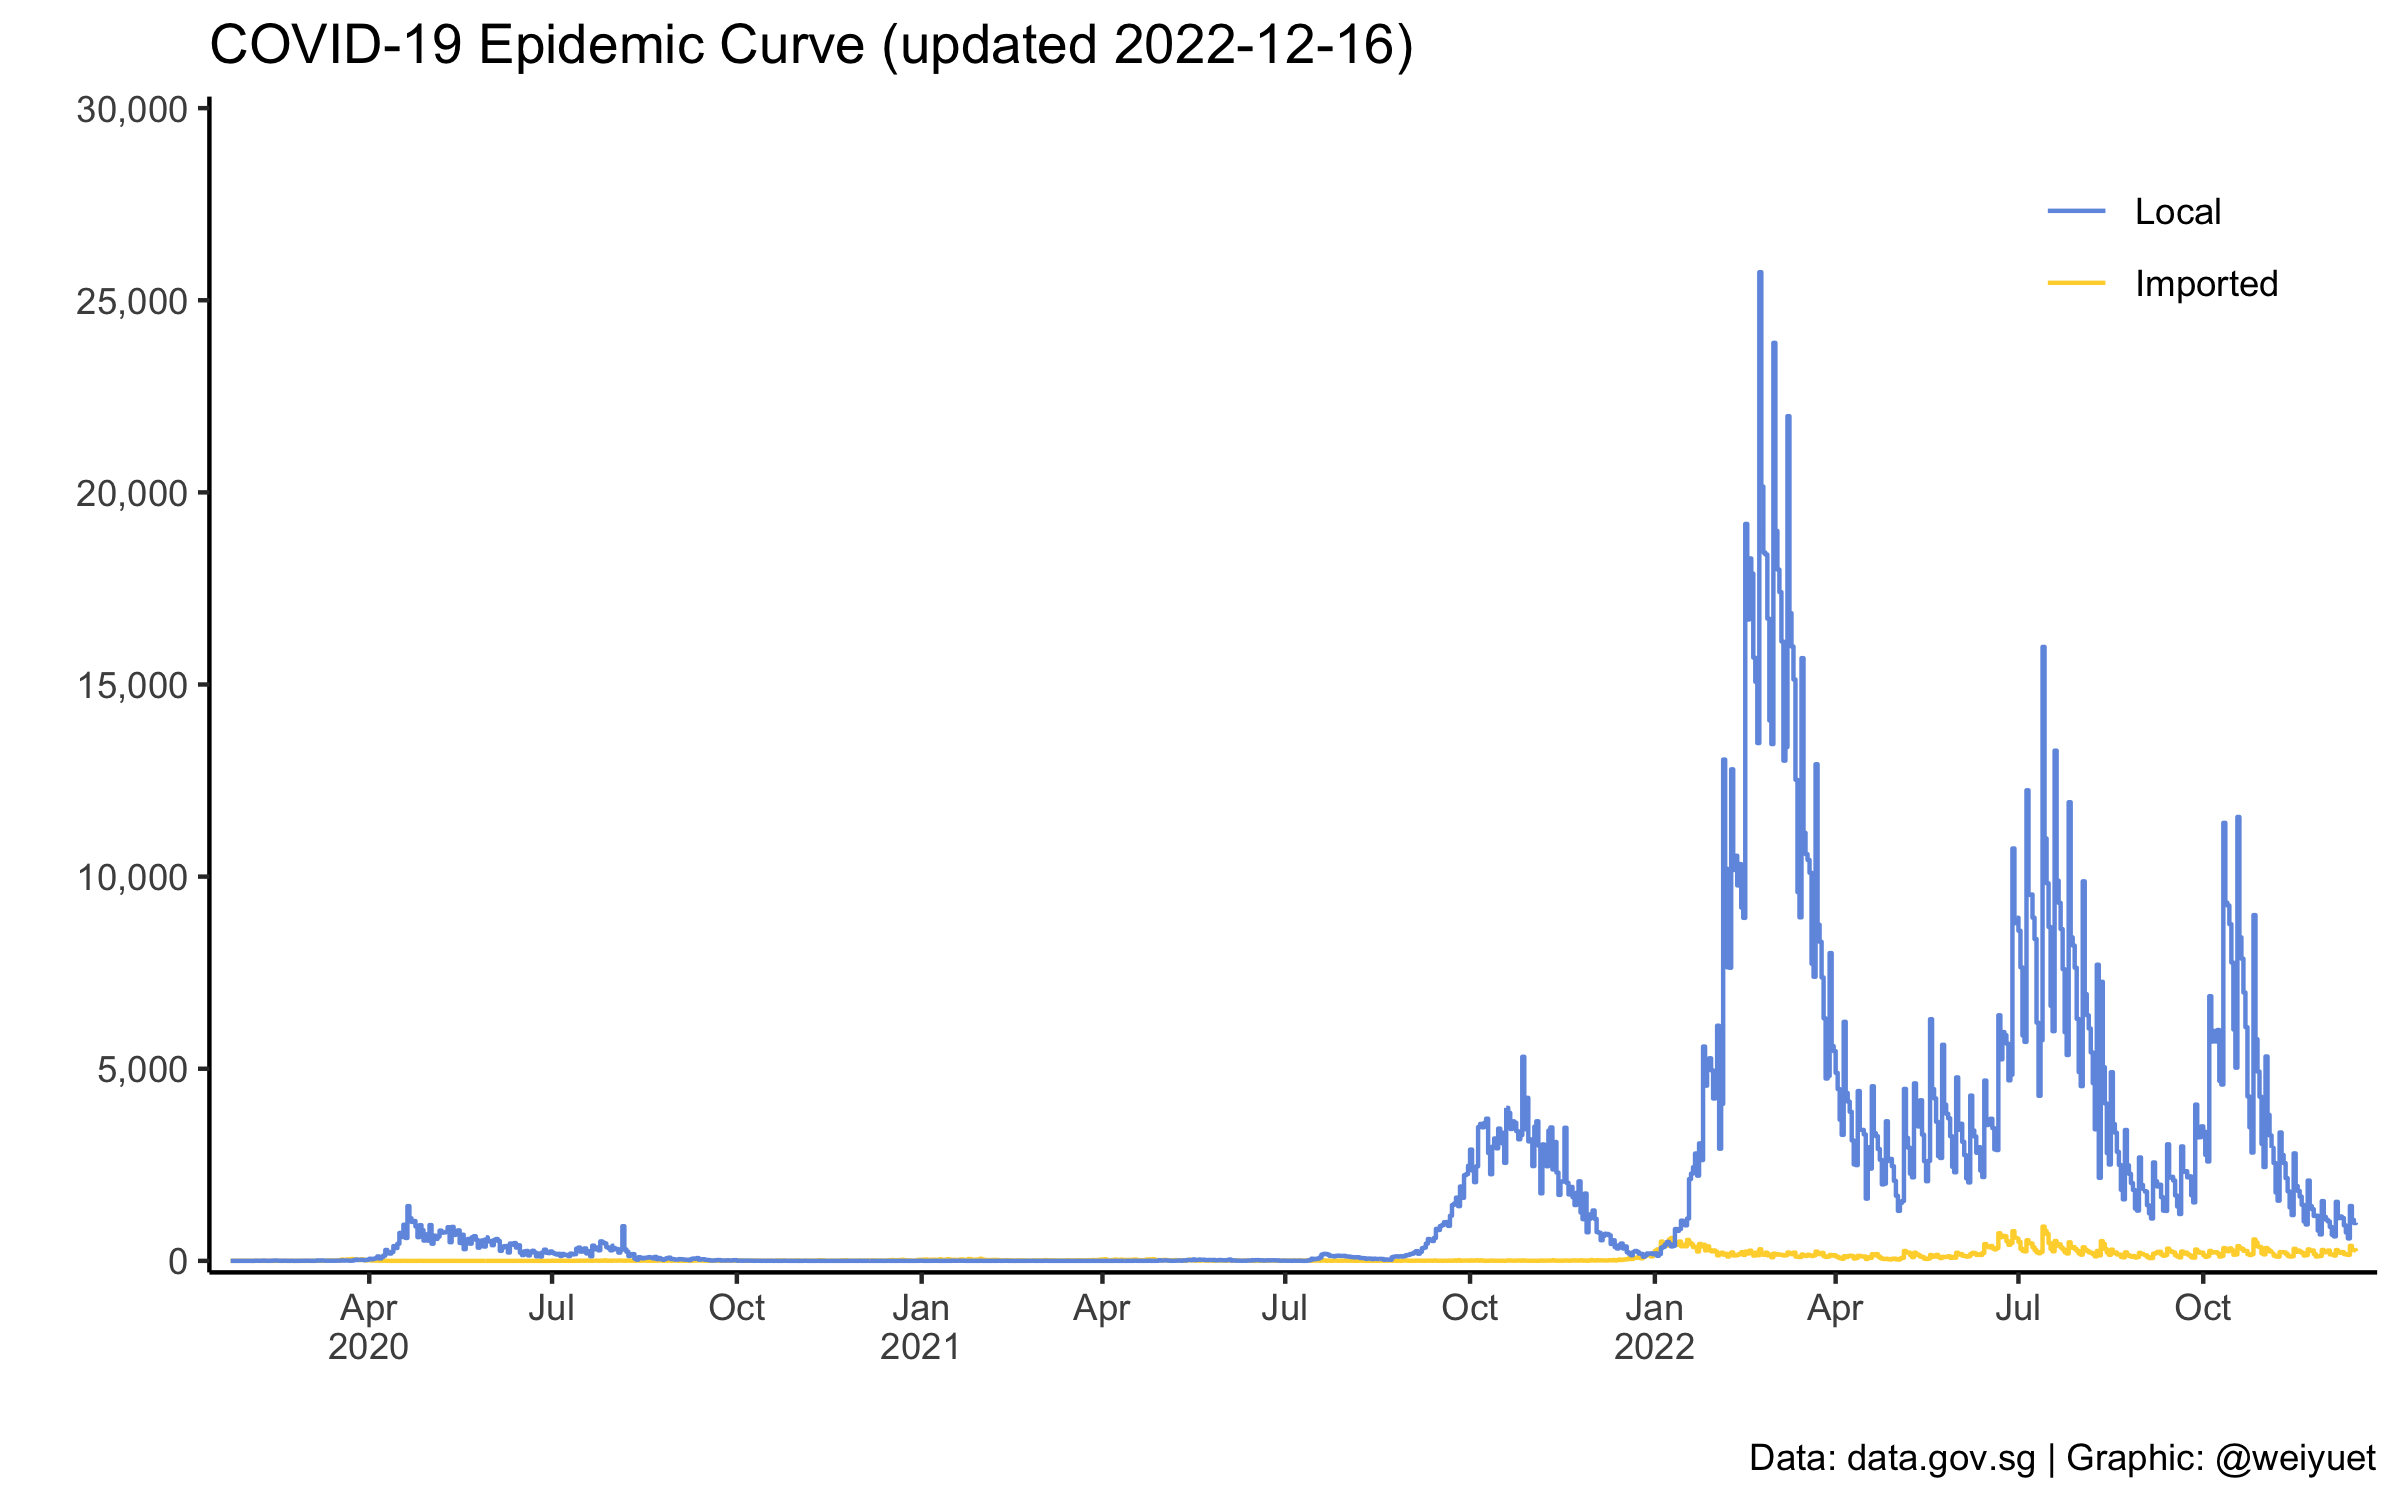 COVID-19 Epidemic Curve (updated 2022-12-16)
30,000
25,000
20,000
15,000
10,000
5,000
0
Local
Imported
Apr Jul Oct Jan Apr Jul Oct Jan Apr Jul Oct
2020 2021 2022
Data: data.gov.sg | Graphic: @weiyuet